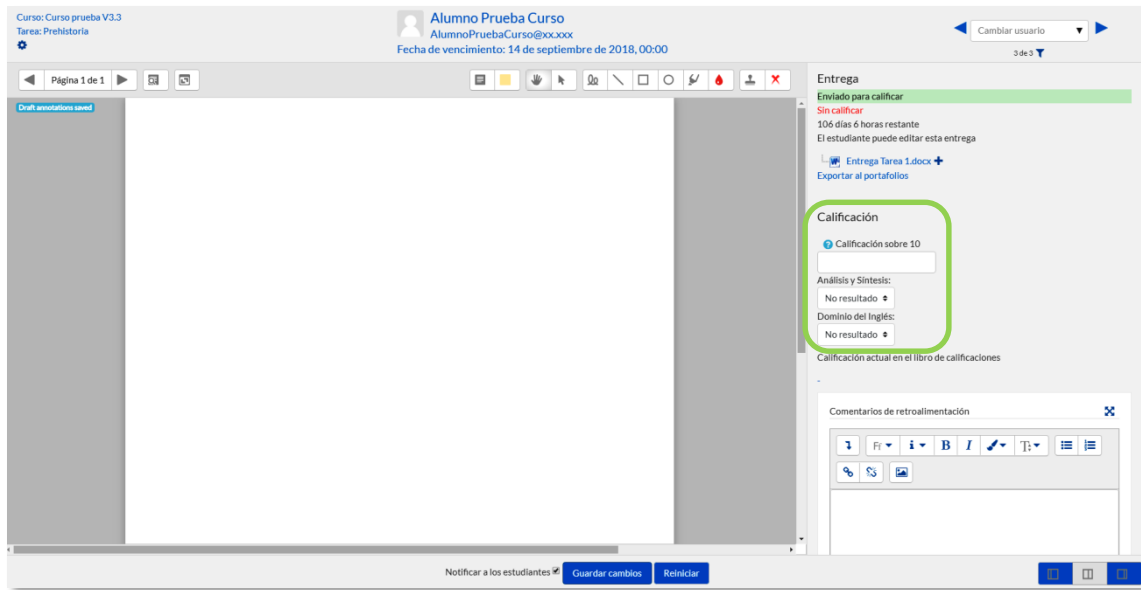 Curso: Curso prueba V3.3
Tarea: Prehistoria
Alumno Prueba Curso
AlumnoPruebaCurso@xx.xxx
Fecha de vencimiento: 14 de septiembre de 2018, 00:00
Cambiar usuario
3 de 3
Página 1 de 1
Draft annotations saved
Entrega
Enviado para calificar
Sin calificar
106 días 6 horas restante
El estudiante puede editar esta entrega
Entrega Tarea 1.docx
Exportar al portafolios
Calificación
Calificación sobre 10
Análisis y Síntesis:
No resultado
Dominio del Inglés:
No resultado
Calificación actual en el libro de calificaciones
-
Comentarios de retroalimentación
Ff i B I T:
Notificar a los estudiantes
Guardar cambios
Reiniciar